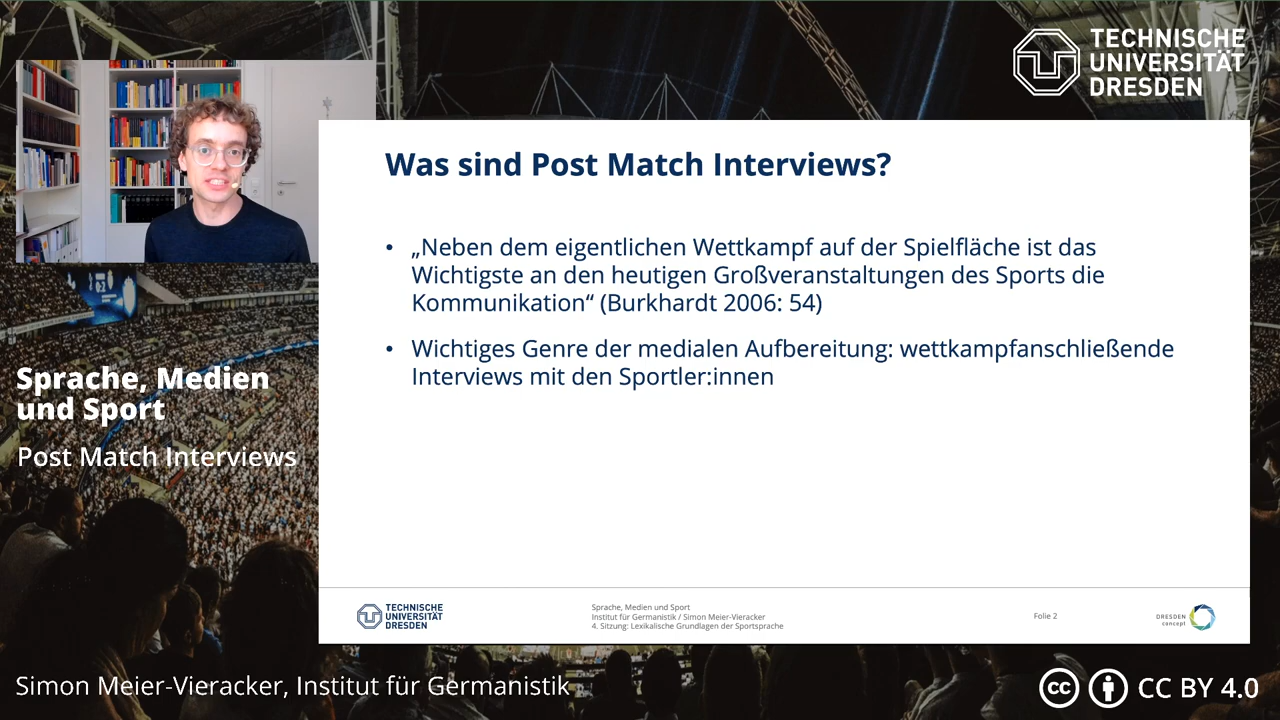 TECHNISCHE
UNIVERSITÄT
DRESDEN
Was sind Post Match Interviews?
• „Neben dem eigentlichen Wettkampf auf der Spielfläche ist das
Wichtigste an den heutigen Großveranstaltungen des Sports die
Kommunikation“ (Burkhardt 2006: 54)
• Wichtiges Genre der medialen Aufbereitung: wettkampfanschließende
Interviews mit den Sportler:innen
Sprache, Medien
und Sport
Post Match Interviews
TECHNISCHE
UNIVERSITÄT
DRESDEN
Sprache, Medien und Sport
Institut für Germanistik / Simon Meier-Vieracker
4. Sitzung: Lexikalische Grundlagen der Sportsprache
Folie 2
DRESDEN
concept
Simon Meier-Vieracker, Institut für Germanistik
cc CC BY 4.0